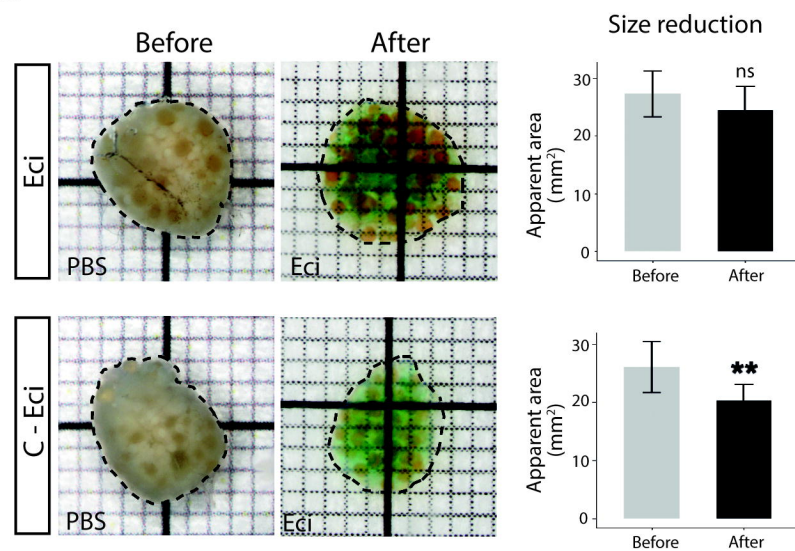 Before
After
Size reduction
Eci
PBS
Eci
Apparent area
(mm²)
30
20
10
0
ns
Before
After
C - Eci
PBS
Eci
Apparent area
(mm²)
30
20
10
0
**
Before
After